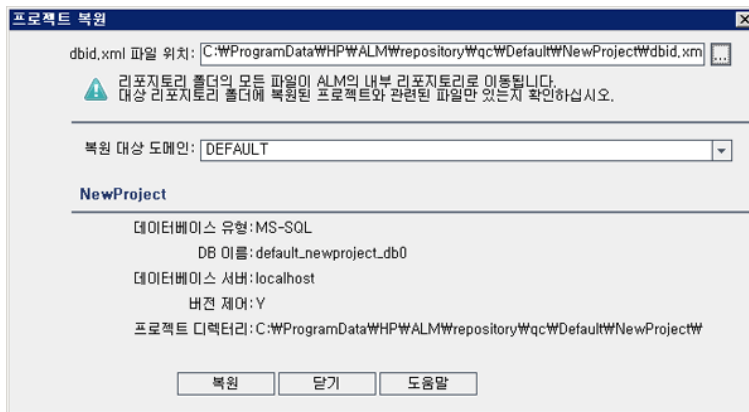 프로젝트 복원
dbid.xml 파일 위치: C:₩ProgramData₩HP₩ALM₩repository₩qc₩Default₩NewProject₩dbid.xm ...
리포지토리 폴더의 모든 파일이 ALM의 내부 리포지토리로 이동됩니다.
대상 리포지토리 폴더에 복원된 프로젝트와 관련된 파일만 있는지 확인하십시오.
복원 대상 도메인: DEFAULT
New₩Project
데이터베이스 유형: MS-SQL
DB 이름: default_newproject_db0
데이터베이스 서버: localhost
버전 제어: Y
프로젝트 디렉터리: C:₩ProgramData₩HP₩ALM₩repository₩qc₩Default₩NewProject₩
복원 닫기 도움말